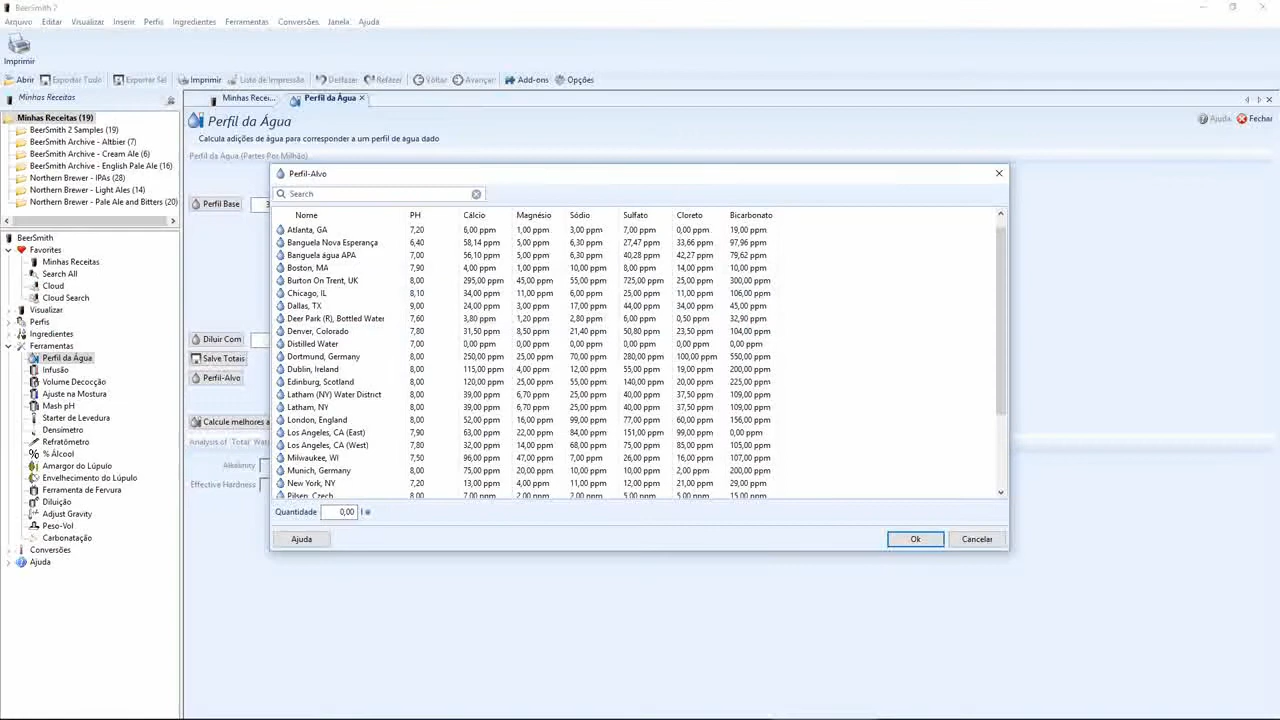 BeerSmith 2
Arquivo Editar Visualizar Inserir Perfis Ingredientes Ferramentas Conversões Janela Ajuda
Imprimir
Abrir Exportar Tudo Exportar Sel Imprimir Lista de Impressão Desfazer Refazer Voltar Avançar Add-ons Opções
Minhas Receitas
Minhas Recei... Perfil da Água
Minhas Receitas (19)
BeerSmith 2 Samples (19)
BeerSmith Archive - Altbier (7)
BeerSmith Archive - Cream Ale (6)
BeerSmith Archive - English Pale Ale (16)
Northern Brewer - IPAs (28)
Northern Brewer - Light Ales (14)
Northern Brewer - Pale Ale and Bitters (20)
BeerSmith
Favorites
Minhas Receitas
Search All
Cloud
Cloud Search
Visualizar
Perfis
Ingredientes
Ferramentas
Perfil da Água
Infusão
Volume Decocção
Ajuste na Mostura
Mash pH
Starter de Levedura
Densímetro
Refratômetro
% Álcool
Amargor do Lúpulo
Envelhecimento do Lúpulo
Ferramenta de Fervura
Diluição
Adjust Gravity
Peso-Vol
Carbonatação
Conversões
Ajuda
Perfil da Água
Ajuda Fechar
Calcula adições de água para corresponder a um perfil de água dado
Perfil da Água (Partes Por Milhão)
Perfil Base 3
Diluir Com
Salve Totais
Perfil-Alvo
Calcule melhores a
Analysis of 'Total' Wat
Alkalinity
Effective Hardness
Perfil-Alvo
Search
Nome PH Cálcio Magnésio Sódio Sulfato Cloreto Bicarbonato
Atlanta, GA 7,20 6,00 ppm 1,00 ppm 3,00 ppm 7,00 ppm 0,00 ppm 19,00 ppm
Banguela Nova Esperança 6,40 58,14 ppm 5,00 ppm 6,30 ppm 27,47 ppm 33,66 ppm 97,96 ppm
Banguela água APA 7,00 56,10 ppm 5,00 ppm 6,30 ppm 40,28 ppm 42,27 ppm 79,62 ppm
Boston, MA 7,90 4,00 ppm 1,00 ppm 10,00 ppm 8,00 ppm 14,00 ppm 10,00 ppm
Burton On Trent, UK 8,00 295,00 ppm 45,00 ppm 55,00 ppm 725,00 ppm 25,00 ppm 300,00 ppm
Chicago, IL 8,10 34,00 ppm 11,00 ppm 6,00 ppm 25,00 ppm 11,00 ppm 106,00 ppm
Dallas, TX 9,00 24,00 ppm 3,00 ppm 17,00 ppm 44,00 ppm 34,00 ppm 45,00 ppm
Deer Park (R), Bottled Water 7,60 3,80 ppm 1,20 ppm 2,80 ppm 6,00 ppm 0,50 ppm 32,90 ppm
Denver, Colorado 7,80 31,50 ppm 8,50 ppm 21,40 ppm 50,80 ppm 23,50 ppm 104,00 ppm
Distilled Water 7,00 0,00 ppm 0,00 ppm 0,00 ppm 0,00 ppm 0,00 ppm 0,00 ppm
Dortmund, Germany 8,00 250,00 ppm 25,00 ppm 70,00 ppm 280,00 ppm 100,00 ppm 550,00 ppm
Dublin, Ireland 8,00 115,00 ppm 4,00 ppm 12,00 ppm 55,00 ppm 19,00 ppm 200,00 ppm
Edinburg, Scotland 8,00 120,00 ppm 25,00 ppm 55,00 ppm 140,00 ppm 20,00 ppm 225,00 ppm
Latham (NY) Water District 8,00 39,00 ppm 6,70 ppm 25,00 ppm 40,00 ppm 37,50 ppm 109,00 ppm
Latham, NY 8,00 39,00 ppm 6,70 ppm 25,00 ppm 40,00 ppm 37,50 ppm 109,00 ppm
London, England 8,00 52,00 ppm 16,00 ppm 99,00 ppm 77,00 ppm 60,00 ppm 156,00 ppm
Los Angeles, CA (East) 7,90 63,00 ppm 22,00 ppm 84,00 ppm 151,00 ppm 99,00 ppm 0,00 ppm
Los Angeles, CA (West) 7,80 32,00 ppm 14,00 ppm 68,00 ppm 75,00 ppm 85,00 ppm 105,00 ppm
Milwaukee, WI 7,50 96,00 ppm 47,00 ppm 7,00 ppm 26,00 ppm 16,00 ppm 107,00 ppm
Munich, Germany 8,00 75,00 ppm 20,00 ppm 10,00 ppm 10,00 ppm 2,00 ppm 200,00 ppm
New York, NY 7,20 13,00 ppm 4,00 ppm 11,00 ppm 12,00 ppm 21,00 ppm 29,00 ppm
Pilsen, Czech 8,00 7,00 ppm 2,00 ppm 2,00 ppm 5,00 ppm 5,00 ppm 15,00 ppm
Quantidade 0,00 l
Ajuda Ok Cancelar